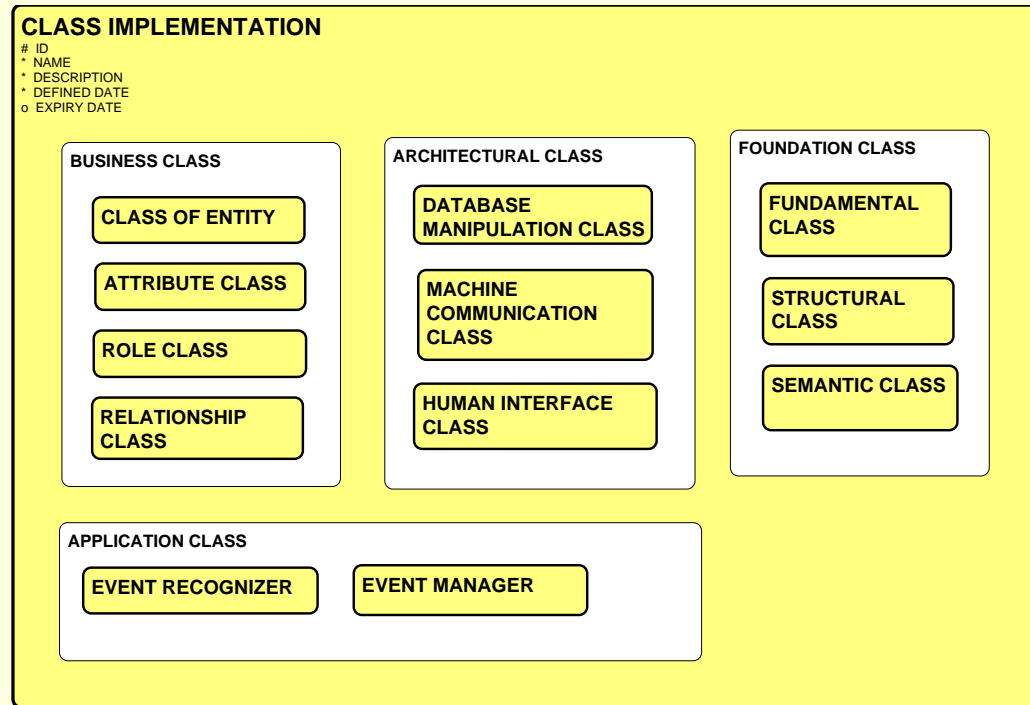 CLASS IMPLEMENTATION
# ID
* NAME
* DESCRIPTION
* DEFINED DATE
o EXPIRY DATE
BUSINESS CLASS
CLASS OF ENTITY
ATTRIBUTE CLASS
ROLE CLASS
RELATIONSHIP
CLASS
ARCHITECTURAL CLASS
DATABASE
MANIPULATION CLASS
MACHINE
COMMUNICATION
CLASS
HUMAN INTERFACE
CLASS
FOUNDATION CLASS
FUNDAMENTAL
CLASS
STRUCTURAL
CLASS
SEMANTIC CLASS
APPLICATION CLASS
EVENT RECOGNIZER
EVENT MANAGER